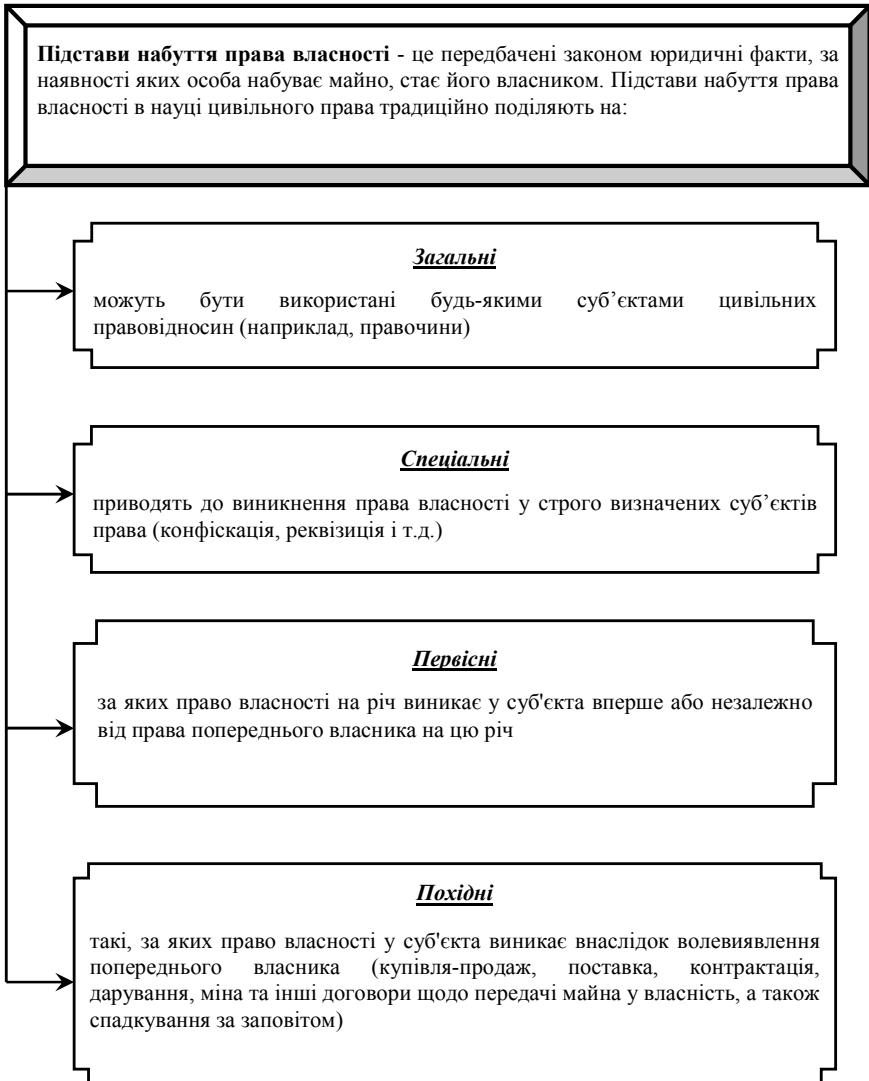 Підстави набуття права власності - це передбачені законом юридичні факти, за
наявності яких особа набуває майно, стає його власником. Підстави набуття права
власності в науці цивільного права традиційно поділяють на:
Загальні
можуть бути використані будь-якими суб’єктами цивільних
правовідносин (наприклад, правочини)
Спеціальні
приводять до виникнення права власності у строго визначених суб’єктів
права (конфіскація, реквізиція і т.д.)
Первісні
за яких право власності на річ виникає у суб'єкта вперше або незалежно
від права попереднього власника на цю річ
Похідні
такі, за яких право власності у суб'єкта виникає внаслідок волевиявлення
попереднього власника (купівля-продаж, поставка, контрактація,
дарування, міна та інші договори щодо передачі майна у власність, а також
спадкування за заповітом)